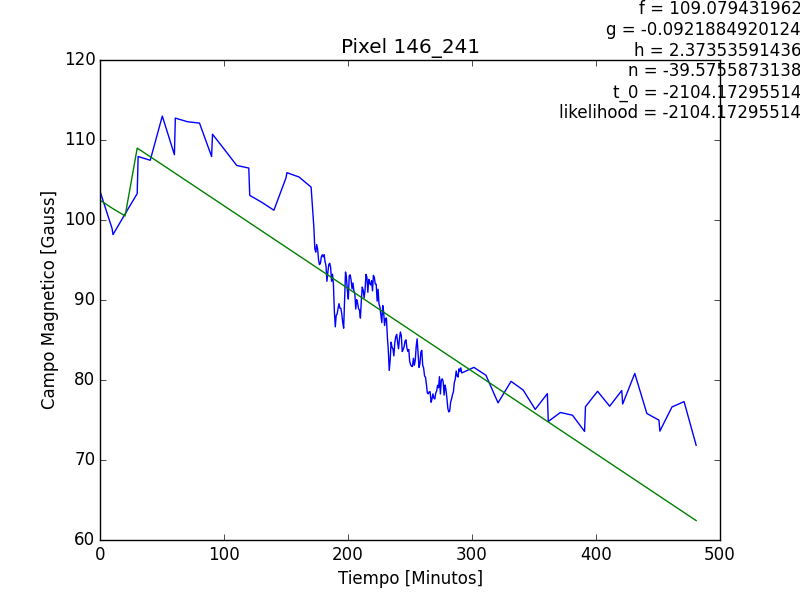 f = 109.079431962
g = -0.0921884920124
h = 2.37353591436
n = -39.5755873138
t_0 = -2104.17295514
likelihood = -2104.17295514
Pixel 146_241
120
110
100
90
80
70
60
0 100 200 300 400 500
Campo Magnetico [Gauss]
Tiempo [Minutos]